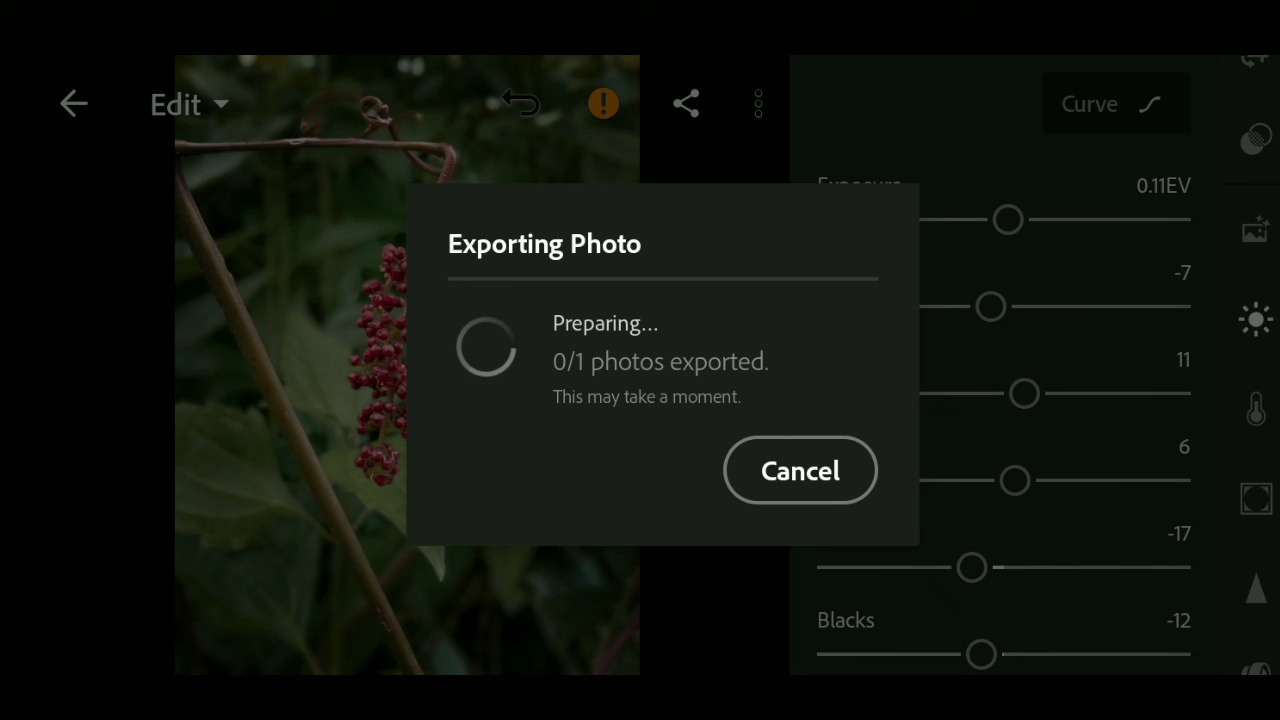 Edit
Curve
Exposure
0.11EV
-7
Exporting Photo
Preparing...
0/1 photos exported.
This may take a moment.
11
6
Cancel
-17
Blacks
-12